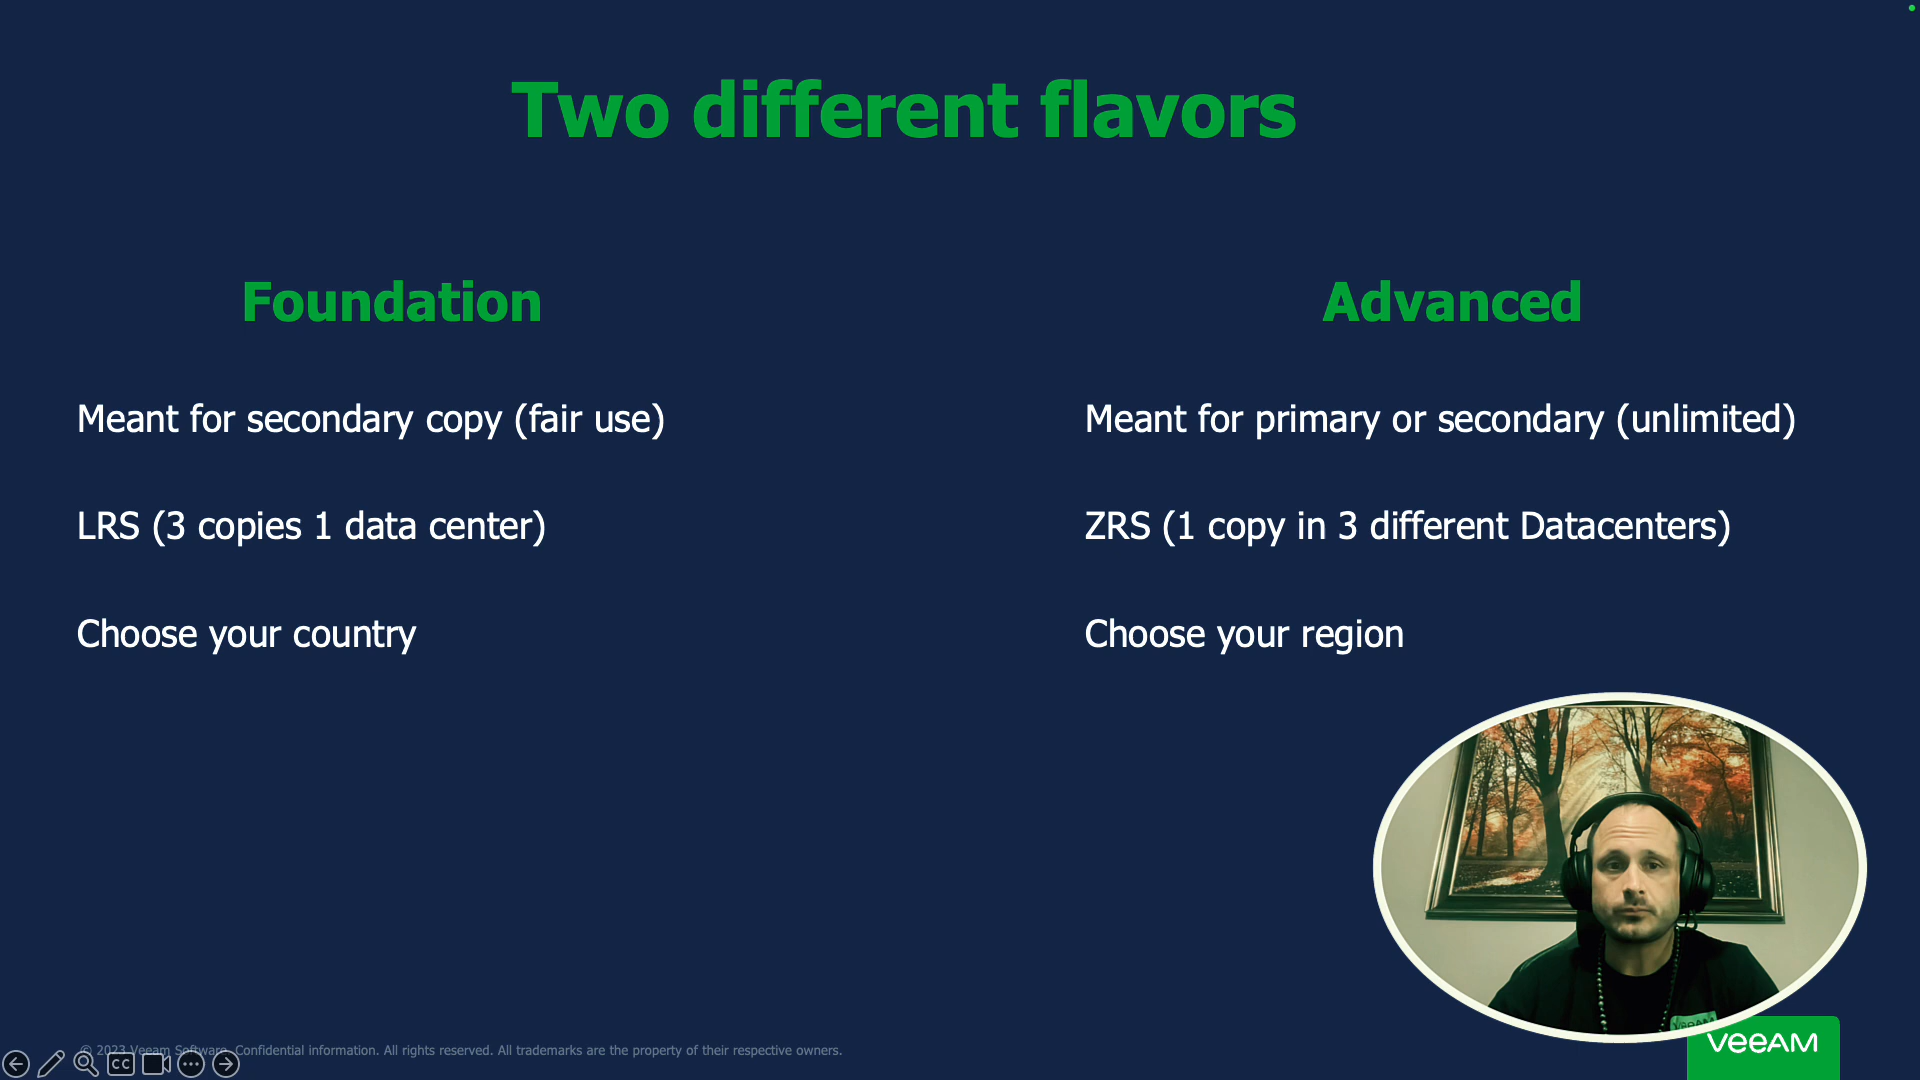 Two different flavors
Foundation
Meant for secondary copy (fair use)
LRS (3 copies 1 data center)
Choose your country
Advanced
Meant for primary or secondary (unlimited)
ZRS (1 copy in 3 different Datacenters)
Choose your region
veeAM
© 2023 Veeam Software. Confidential information. All rights reserved. All trademarks are the property of their respective owners.
CC
veeAM